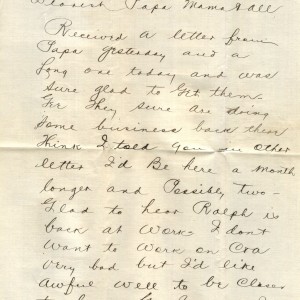 Dearest Papa Mama & all
Received a letter from
Papa yesterday and a
long one today and was
sure glad to get them.
Gee They sure are doing
some business back there
Think I told you in other
letter I'd Be here a month
longer and Possibly two-
Glad to hear Ralph is
back at work- I don't
want to work on
very bad but I'd like
awful well to be closer